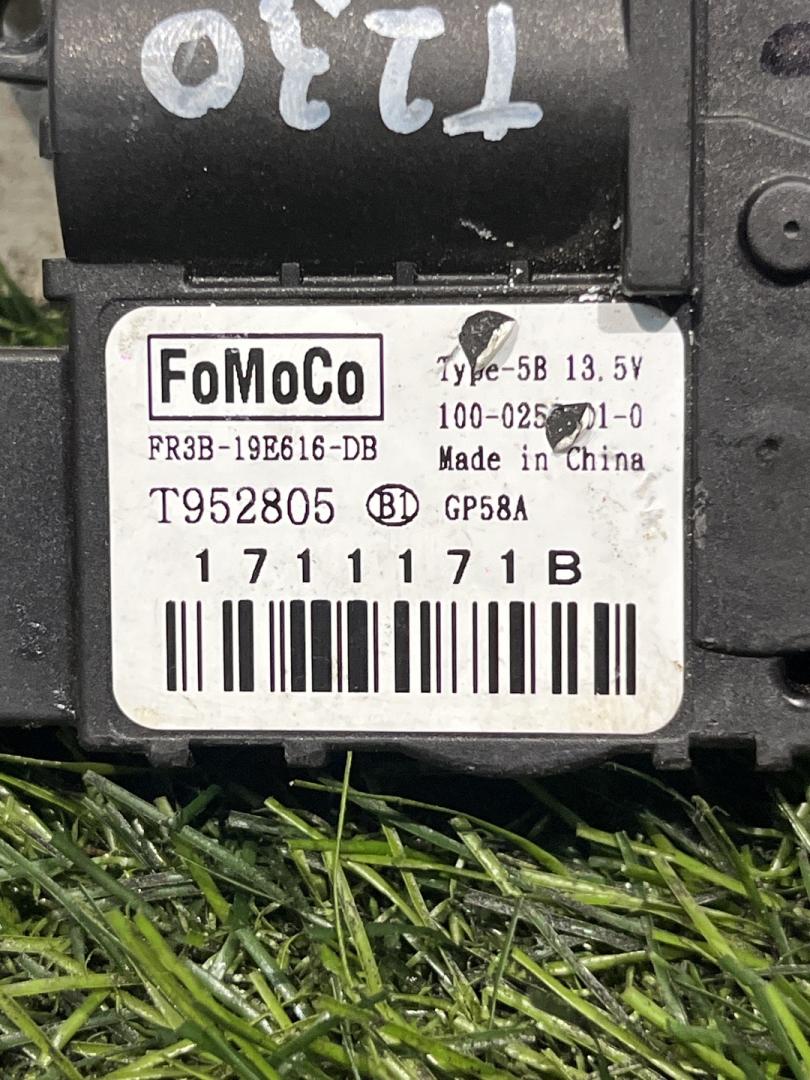 T230
FoMoCo
FR3B-19E616-DB
T952805 B1 GP58A
Type-5B 13.5V
Made in China
1711171B